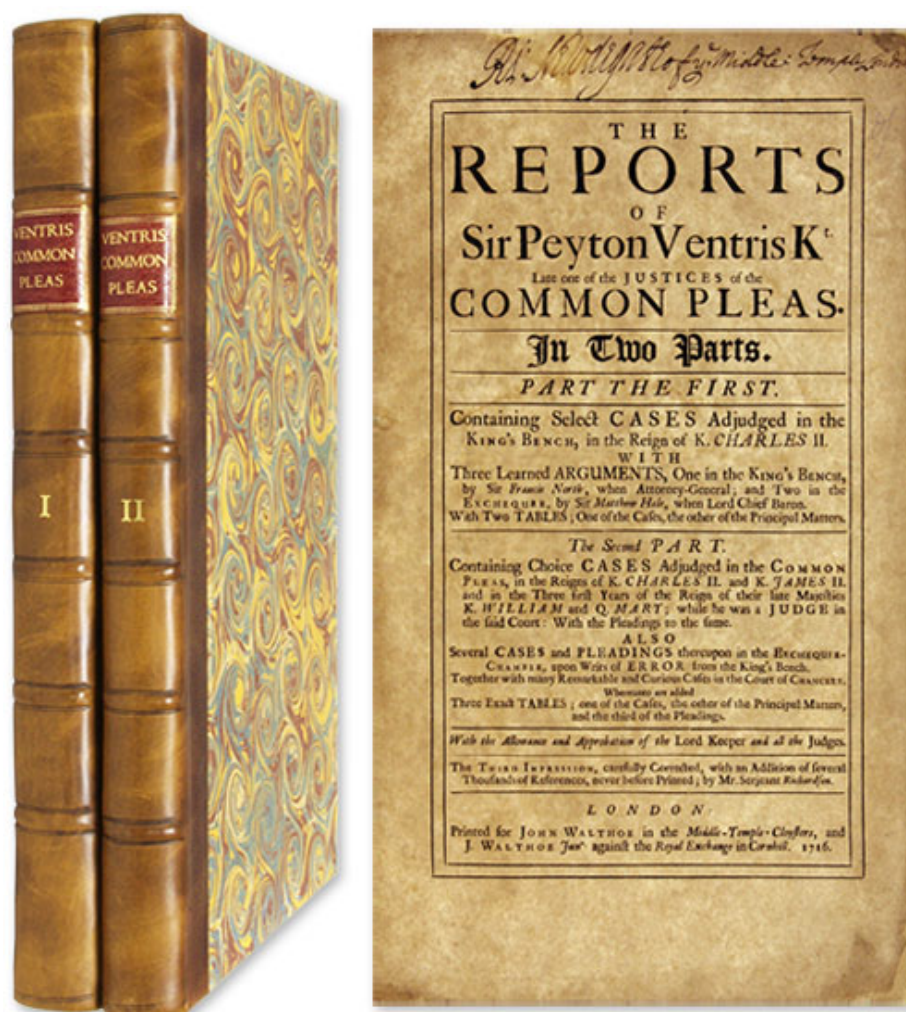 VENTRIS
COMMON
PLEAS
I
VENTRIS
COMMON
PLEAS
II
of yᵉ Middle Temple
THE
REPORTS
OF
Sir Peyton Ventris Kᵗ.
Late one of the JUSTICES of the
COMMON PLEAS.
In Two Parts.
PART THE FIRST.
Containing Select CASES Adjudged in the
KING'S BENCH, in the Reign of K. CHARLES II.
WITH
Three Learned ARGUMENTS, One in the KING'S BENCH,
by Sir Francis North, when Attorney-General; and Two in the
EXCHEQUER, by Sir Matthew Hale, when Lord Chief Baron.
With Two TABLES; One of the Cases, the other of the Principal Matters.
The Second PART.
Containing Choice CASES Adjudged in the COMMON
PLEAS, in the Reigns of K. CHARLES II. and K. JAMES II.
and in the Three first Years of the Reign of their late Majesties
K. WILLIAM and Q. MARY; while he was a JUDGE in
the said Court: With the Pleadings to the same.
ALSO
Several CASES and PLEADINGS thereupon in the EXCHEQUER-
CHAMBER, upon Writs of ERROR from the King's Bench.
Together with many Remarkable and Curious Cases in the Court of CHANCERY.
Whereunto are added
Three Exact TABLES; one of the Cases, the other of the Principal Matters,
and the third of the Pleadings.
With the Allowance and Approbation of the Lord Keeper and all the Judges.
The THIRD IMPRESSION, carefully Corrected, with an Addition of several
Thousands of References, never before Printed; by Mr. Serjeant Richardson.
LONDON:
Printed for JOHN WALTHOE in the Middle-Temple-Cloysters, and
J. WALTHOE Junʳ against the Royal Exchange in Cornhill. 1726.